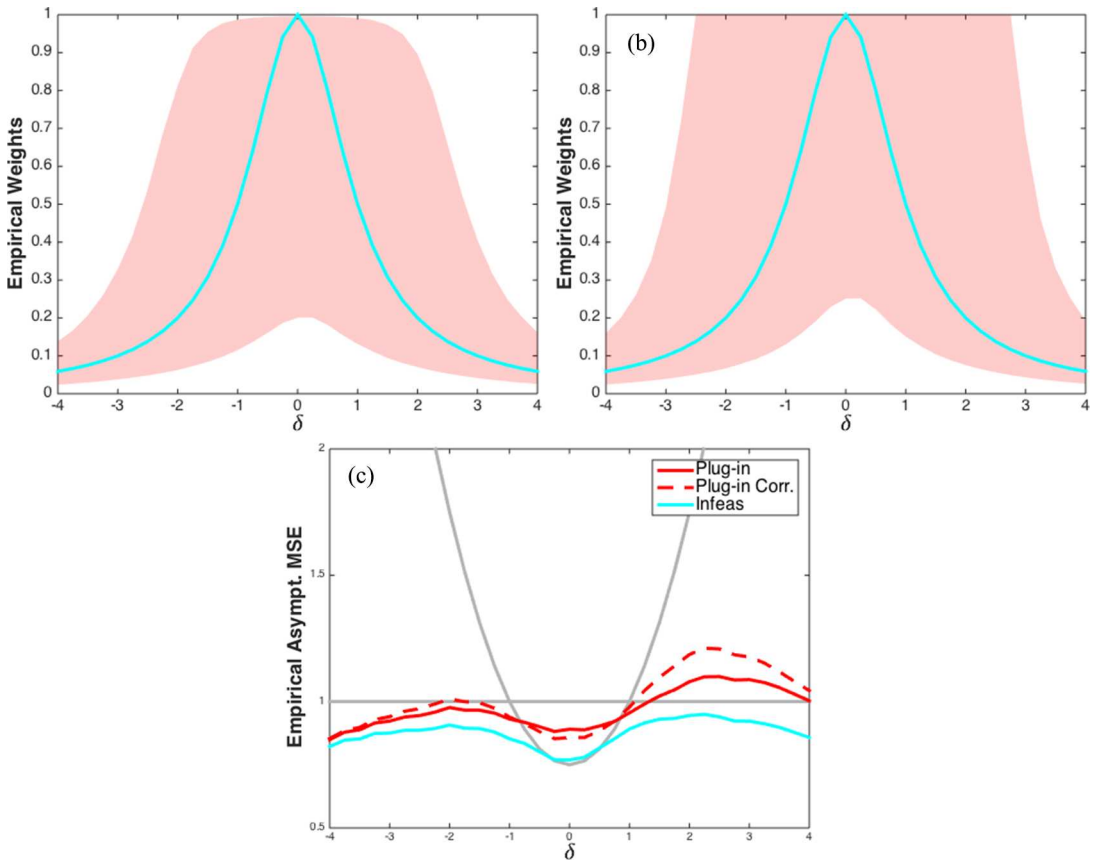 1
0.9
0.8
0.7
0.6
0.5
0.4
0.3
0.2
0.1
0
Empirical Weights
-4 -3 -2 -1 0 1 2 3 4
δ
(b)
1
0.9
0.8
0.7
0.6
0.5
0.4
0.3
0.2
0.1
0
Empirical Weights
-4 -3 -2 -1 0 1 2 3 4
δ
(c)
2
1.5
1
0.5
Empirical Asympt. MSE
Plug-in
Plug-in Corr.
Infeas
-4 -3 -2 -1 0 1 2 3 4
δ